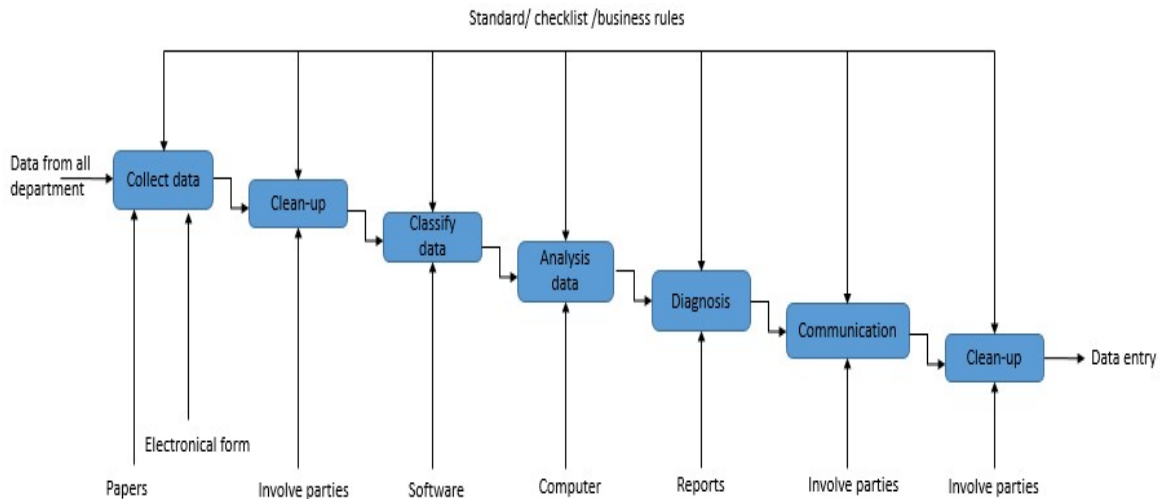 Standard/ checklist /business rules
Data from all
department
Collect data
Clean-up
Classify
data
Analysis
data
Diagnosis
Communication
Clean-up
Data entry
Electronical form
Papers
Involve parties
Software
Computer
Reports
Involve parties
Involve parties